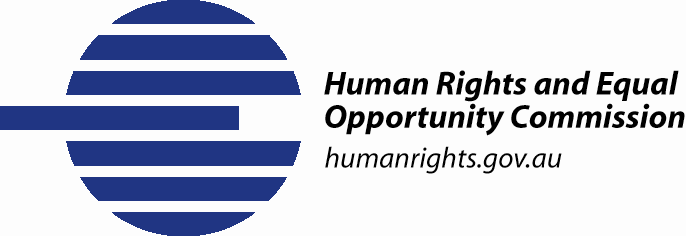 Human Rights and Equal
Opportunity Commission
humanrights.gov.au